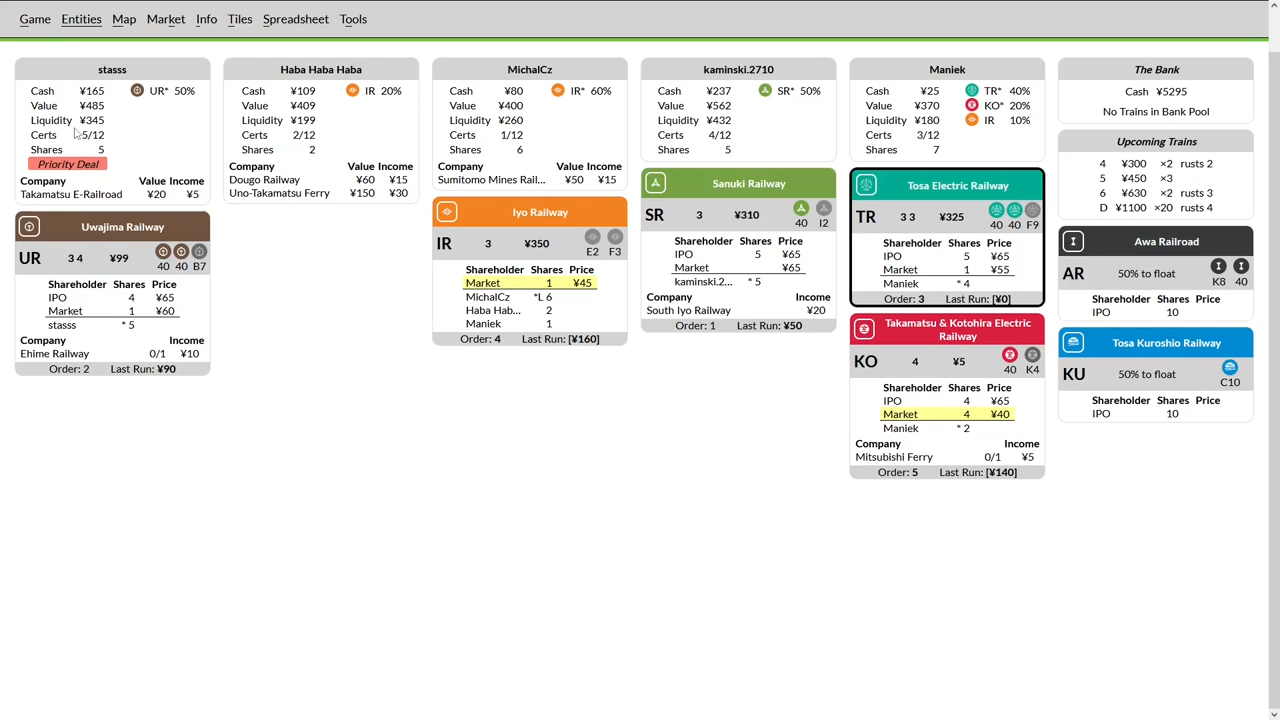 Game Entities Map Market Info Tiles Spreadsheet Tools
stasss
Cash ¥165 UR* 50%
Value ¥485
Liquidity ¥345
Certs 5/12
Shares 5
Priority Deal
Company Value Income
Takamatsu E-Railroad ¥20 ¥5
Uwajima Railway
UR 3 4 ¥99 40 40 B7
Shareholder Shares Price
IPO 4 ¥65
Market 1 ¥60
stasss * 5
Company Income
Ehime Railway 0/1 ¥10
Order: 2 Last Run: ¥90
Haba Haba Haba
Cash ¥109 IR 20%
Value ¥409
Liquidity ¥199
Certs 2/12
Shares 2
Company Value Income
Dougo Railway ¥60 ¥15
Uno-Takamatsu Ferry ¥150 ¥30
MichalCz
Cash ¥80 IR* 60%
Value ¥400
Liquidity ¥260
Certs 1/12
Shares 6
Company Value Income
Sumitomo Mines Rail... ¥50 ¥15
Iyo Railway
IR 3 ¥350 E2 F3
Shareholder Shares Price
Market 1 ¥45
MichalCz *L 6
Haba Hab... 2
Maniek 1
Order: 4 Last Run: [¥160]
kaminski.2710
Cash ¥237 SR* 50%
Value ¥562
Liquidity ¥432
Certs 4/12
Shares 5
Sanuki Railway
SR 3 ¥310 40 I2
Shareholder Shares Price
IPO 5 ¥65
Market ¥65
kaminski.2... * 5
Company Income
South Iyo Railway ¥20
Order: 1 Last Run: ¥50
Maniek
Cash ¥25 TR* 40%
Value ¥370 KO* 20%
Liquidity ¥180 IR 10%
Certs 3/12
Shares 7
Tosa Electric Railway
TR 3 3 ¥325 40 40 F9
Shareholder Shares Price
IPO 5 ¥65
Market 1 ¥55
Maniek * 4
Order: 3 Last Run: [¥0]
Takamatsu & Kotohira Electric
Railway
KO 4 ¥5 40 K4
Shareholder Shares Price
IPO 4 ¥65
Market 4 ¥40
Maniek * 2
Company Income
Mitsubishi Ferry 0/1 ¥5
Order: 5 Last Run: [¥140]
The Bank
Cash ¥5295
No Trains in Bank Pool
Upcoming Trains
4 ¥300 ×2 rusts 2
5 ¥450 ×3
6 ¥630 ×2 rusts 3
D ¥1100 ×20 rusts 4
Awa Railroad
AR 50% to float K8 40
Shareholder Shares Price
IPO 10
Tosa Kuroshio Railway
KU 50% to float C10
Shareholder Shares Price
IPO 10